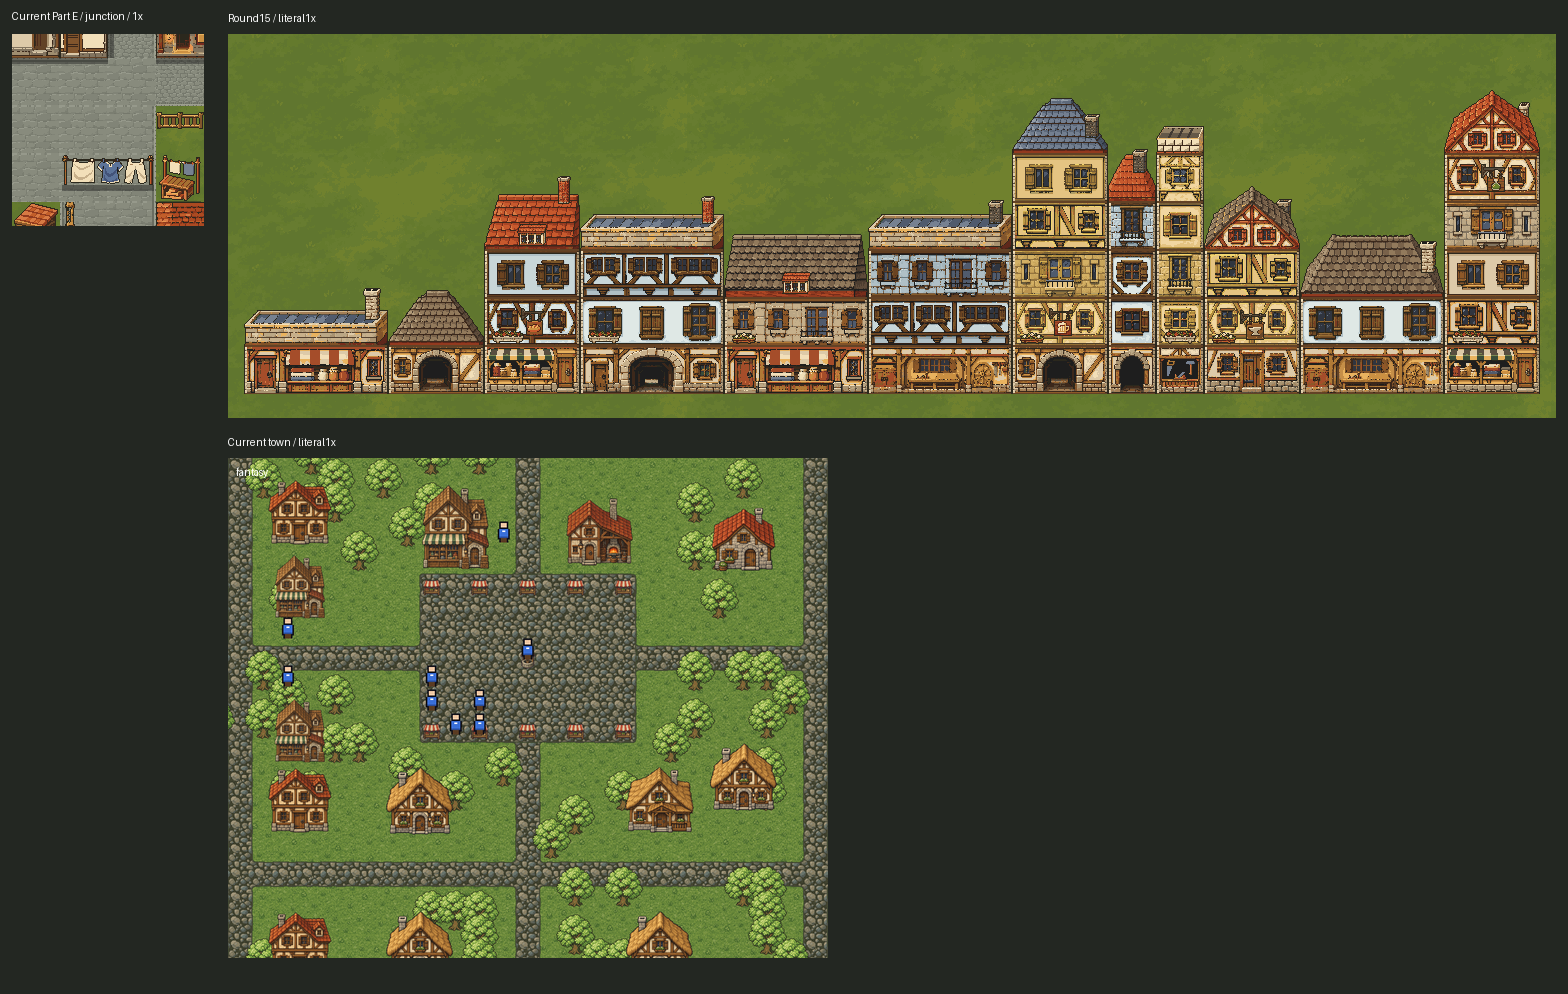 Current Part E / junction / 1x
Round15 / literal1x
Current town / literal1x
fantasy